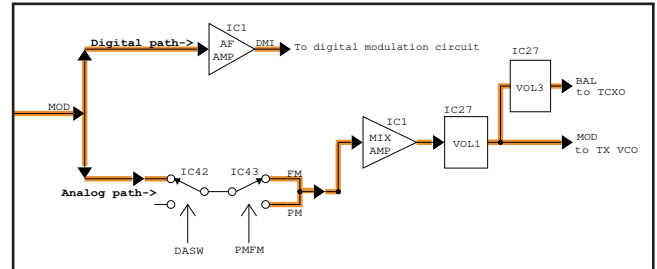 IC1
Digital path->
AF
AMP
DMI
To digital modulation circuit
IC27
VOL3
BAL
to TCXO
MOD
IC1
MIX
AMP
IC27
VOL1
MOD
to TX VCO
IC42
IC43
FM
Analog path->
PM
DASW
PMFM